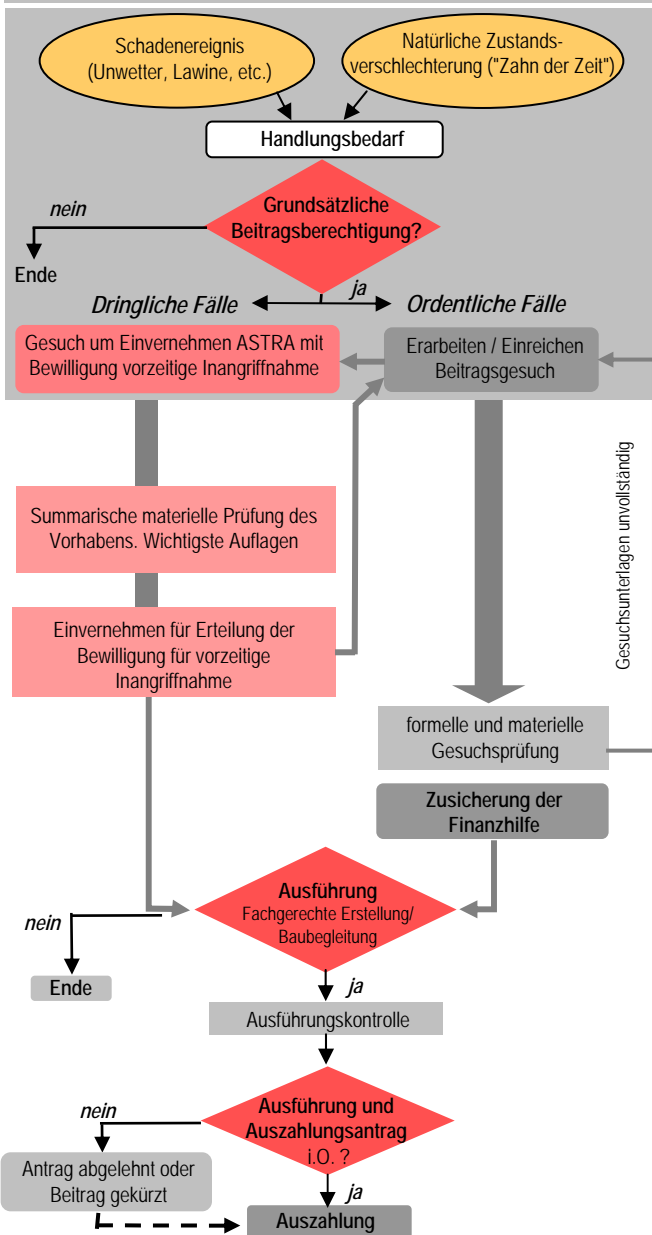 Schadenereignis
(Unwetter, Lawine, etc.)
Natürliche Zustands-
verschlechterung ("Zahn der Zeit")
Handlungsbedarf
Grundsätzliche
Beitragsberechtigung?
nein
Ende
ja
Dringliche Fälle
Ordentliche Fälle
Gesuch um Einvernehmen ASTRA mit
Bewilligung vorzeitige Inangriffnahme
Erarbeiten / Einreichen
Beitragsgesuch
Gesuchsunterlagen unvollständig
Summarische materielle Prüfung des
Vorhabens. Wichtigste Auflagen
Einvernehmen für Erteilung der
Bewilligung für vorzeitige
Inangriffnahme
formelle und materielle
Gesuchsprüfung
Zusicherung der
Finanzhilfe
Ausführung
Fachgerechte Erstellung/
Baubegleitung
nein
Ende
ja
Ausführungskontrolle
Ausführung und
Auszahlungsantrag
i.O. ?
nein
Antrag abgelehnt oder
Beitrag gekürzt
ja
Auszahlung